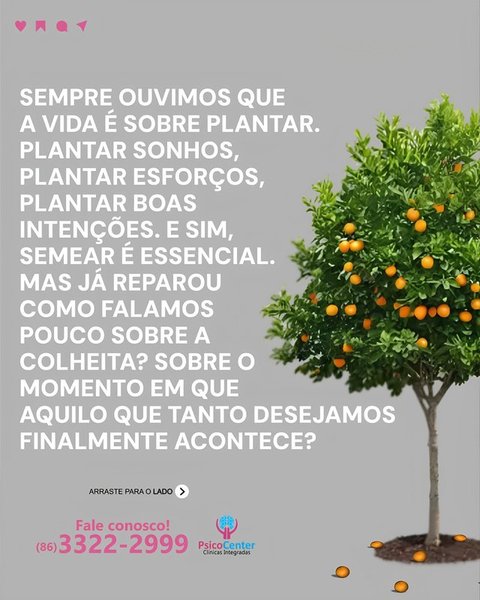 SEMPRE OUVIMOS QUE
A VIDA É SOBRE PLANTAR.
PLANTAR SONHOS,
PLANTAR ESFORÇOS,
PLANTAR BOAS
INTENÇÕES. E SIM,
SEMEAR É ESSENCIAL.
MAS JÁ REPAROU
COMO FALAMOS
POUCO SOBRE A
COLHEITA? SOBRE O
MOMENTO EM QUE
AQUILO QUE TANTO DESEJAMOS
FINALMENTE ACONTECE?
ARRASTE PARA O LADO
Fale conosco!
(86)3322-2999
PsicoCenter
Clínicas Integradas